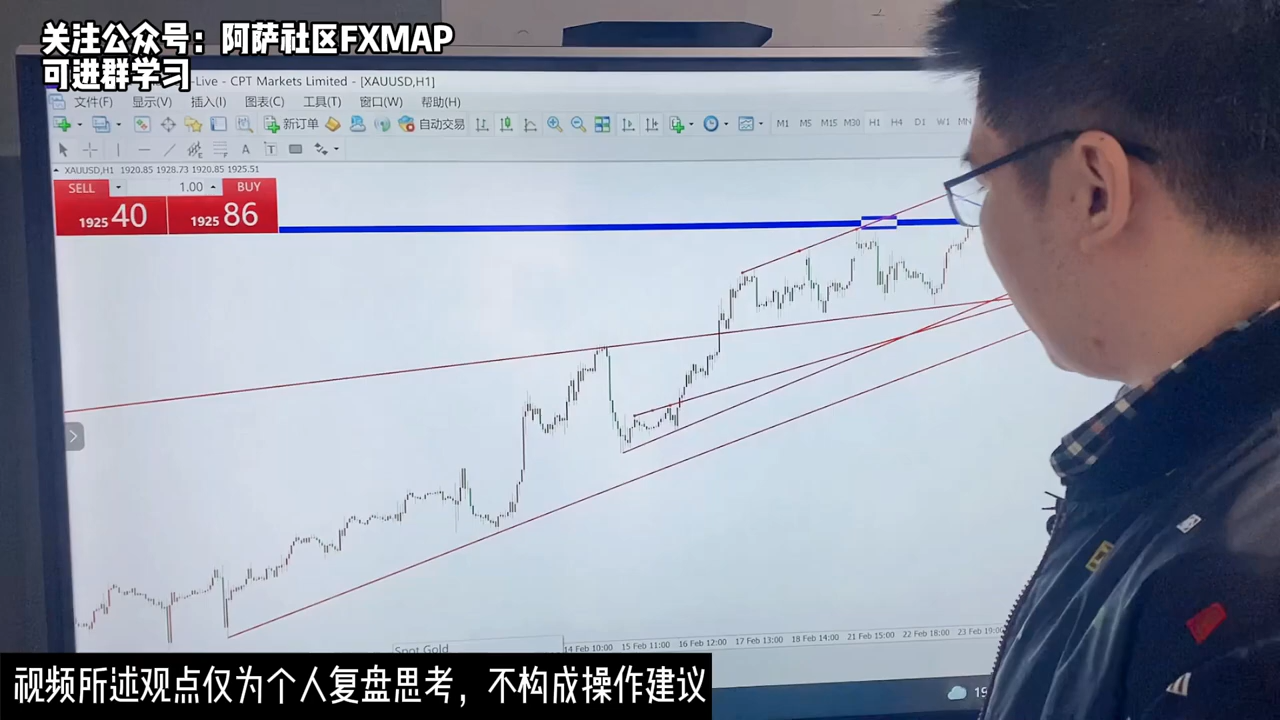 关注公众号：阿萨社区FXMAP
可进群学习
-Live - CPT Markets Limited - [XAUUSD,H1]
文件(F) 显示(V) 插入(I) 图表(C) 工具(T) 窗口(W) 帮助(H)
新订单 自动交易 M1 M5 M15 M30 H1 H4 D1 W1 MN
A T
XAUUSD,H1 1920.85 1928.73 1920.85 1925.51
SELL 1.00 BUY
1925 40 1925 86
Spot Gold
14 Feb 10:00 15 Feb 11:00 16 Feb 12:00 17 Feb 13:00 18 Feb 14:00 21 Feb 15:00 22 Feb 18:00 23 Feb 19:00
视频所述观点仅为个人复盘思考，不构成操作建议